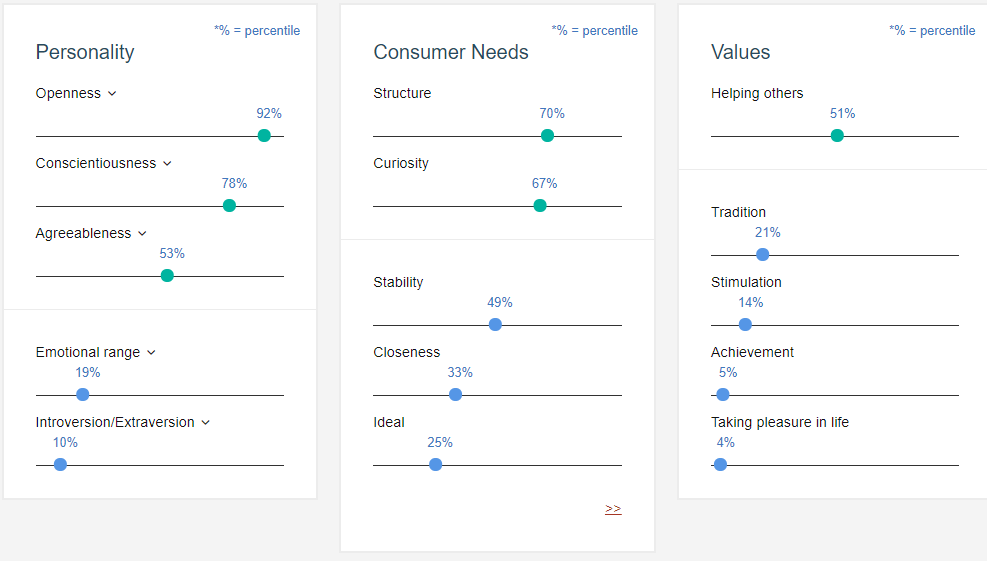 *% = percentile
Personality
Openness
92%
Conscientiousness
78%
Agreeableness
53%
Emotional range
19%
Introversion/Extraversion
10%
*% = percentile
Consumer Needs
Structure
70%
Curiosity
67%
Stability
49%
Closeness
33%
Ideal
25%
>>
*% = percentile
Values
Helping others
51%
Tradition
21%
Stimulation
14%
Achievement
5%
Taking pleasure in life
4%